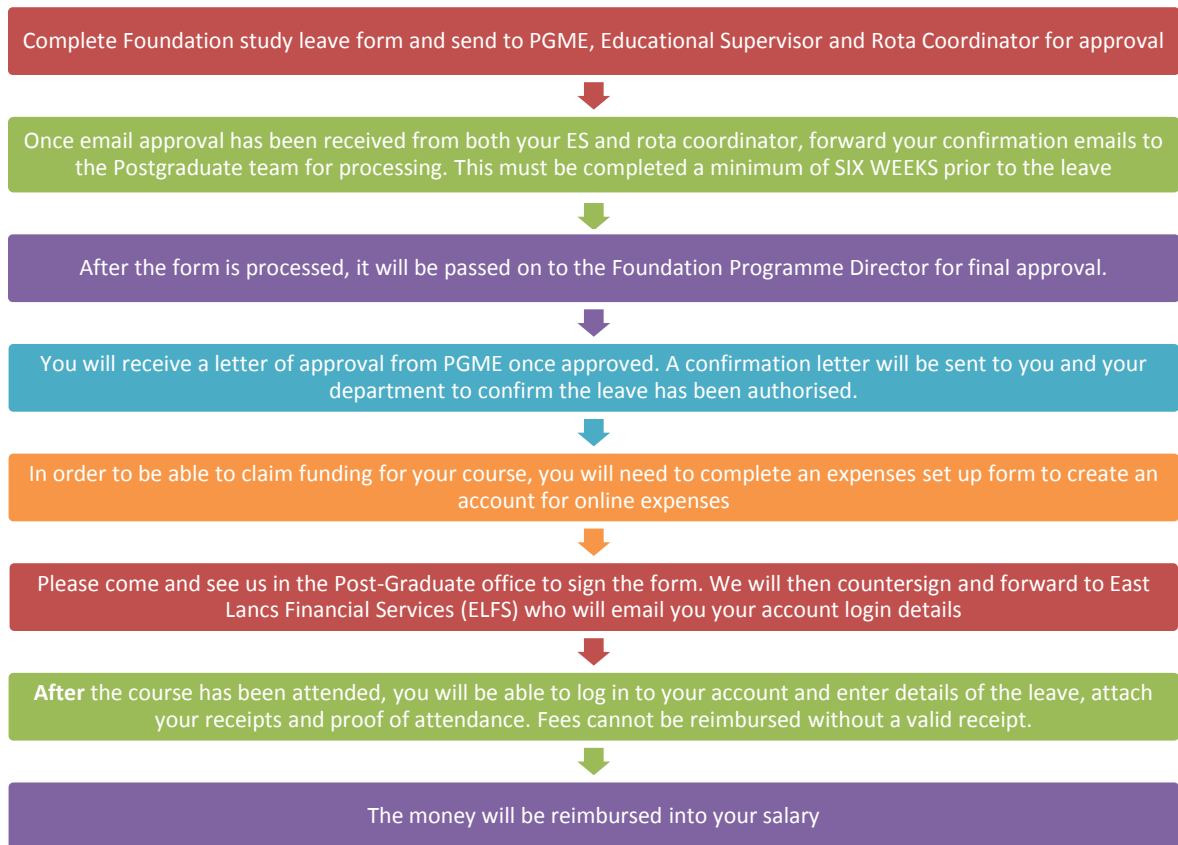 Complete Foundation study leave form and send to PGME, Educational Supervisor and Rota Coordinator for approval
Once email approval has been received from both your ES and rota coordinator, forward your confirmation emails to
the Postgraduate team for processing. This must be completed a minimum of SIX WEEKS prior to the leave
After the form is processed, it will be passed on to the Foundation Programme Director for final approval.
You will receive a letter of approval from PGME once approved. A confirmation letter will be sent to you and your
department to confirm the leave has been authorised.
In order to be able to claim funding for your course, you will need to complete an expenses set up form to create an
account for online expenses
Please come and see us in the Post-Graduate office to sign the form. We will then countersign and forward to East
Lancs Financial Services (ELFS) who will email you your account login details
After the course has been attended, you will be able to log in to your account and enter details of the leave, attach
your receipts and proof of attendance. Fees cannot be reimbursed without a valid receipt.
The money will be reimbursed into your salary